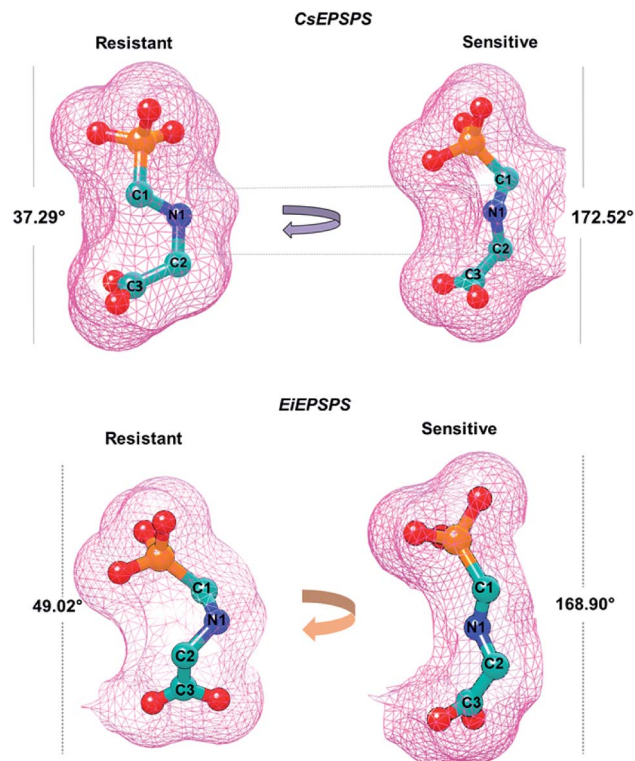 CsEPSPS
Resistant
Sensitive
C1
N1
C2
C3
37.29°
C1
N1
C2
C3
172.52°
EiEPSPS
Resistant
Sensitive
C1
N1
C2
C3
49.02°
C1
N1
C2
C3
168.90°